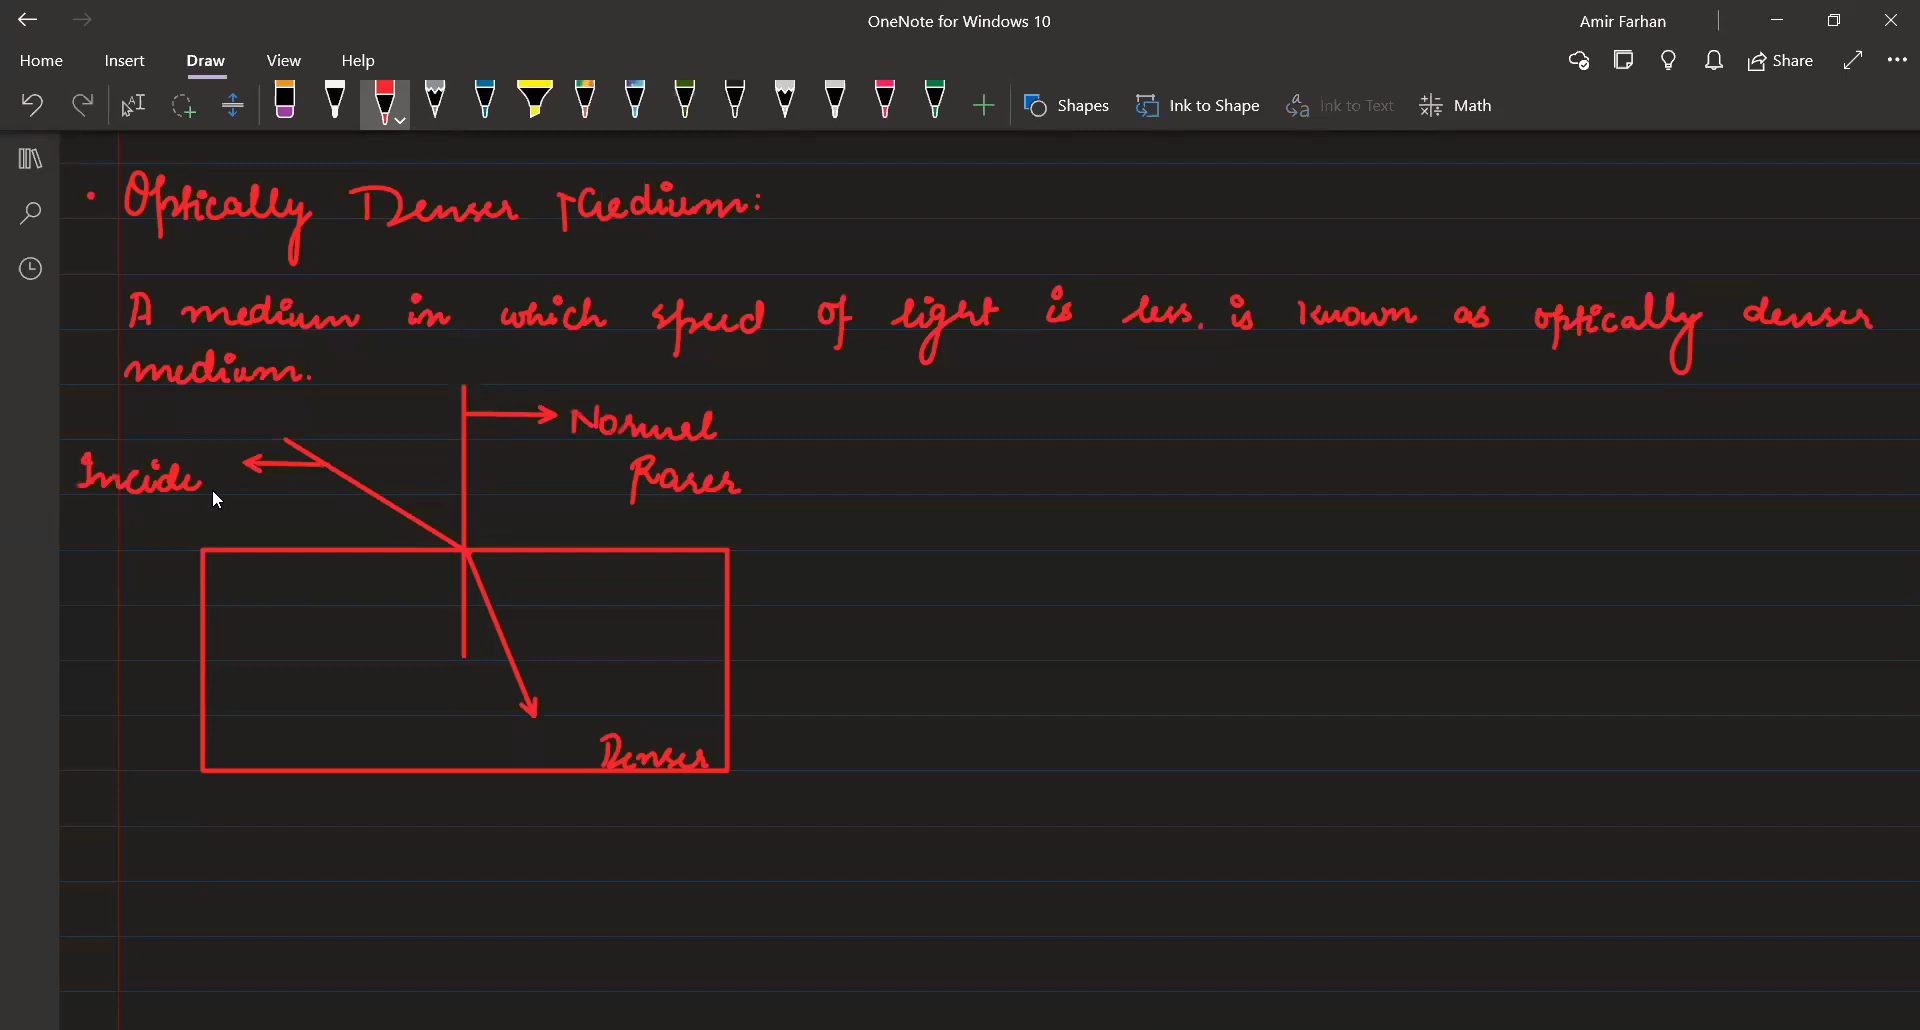 OneNote for Windows 10
Amir Farhan
Home Insert Draw View Help
Share
Shapes Ink to Shape Ink to Text Math
• Optically Denser Medium:
A medium in which speed of light is less. is known as optically denser
medium.
Normal
Incide
Rarer
Denser